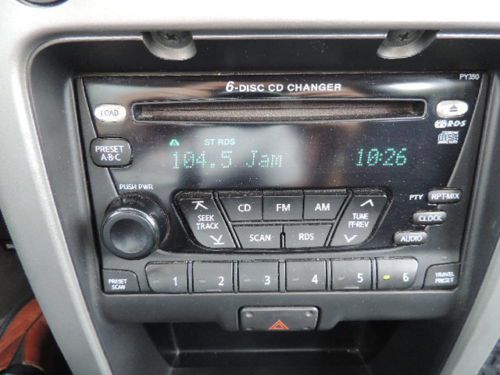 6-DISC CD CHANGER
PY350
LOAD
RDS
PRESET
A·B·C
ST RDS
104.5 Jam 10:26
PUSH PWR
SEEK
TRACK
CD FM AM
SCAN RDS
TUNE
FF·REV
PTY RPT·MIX
CLOCK
AUDIO
PRESET
SCAN
1 2 3 4 5 6
TRAVEL
PRESET